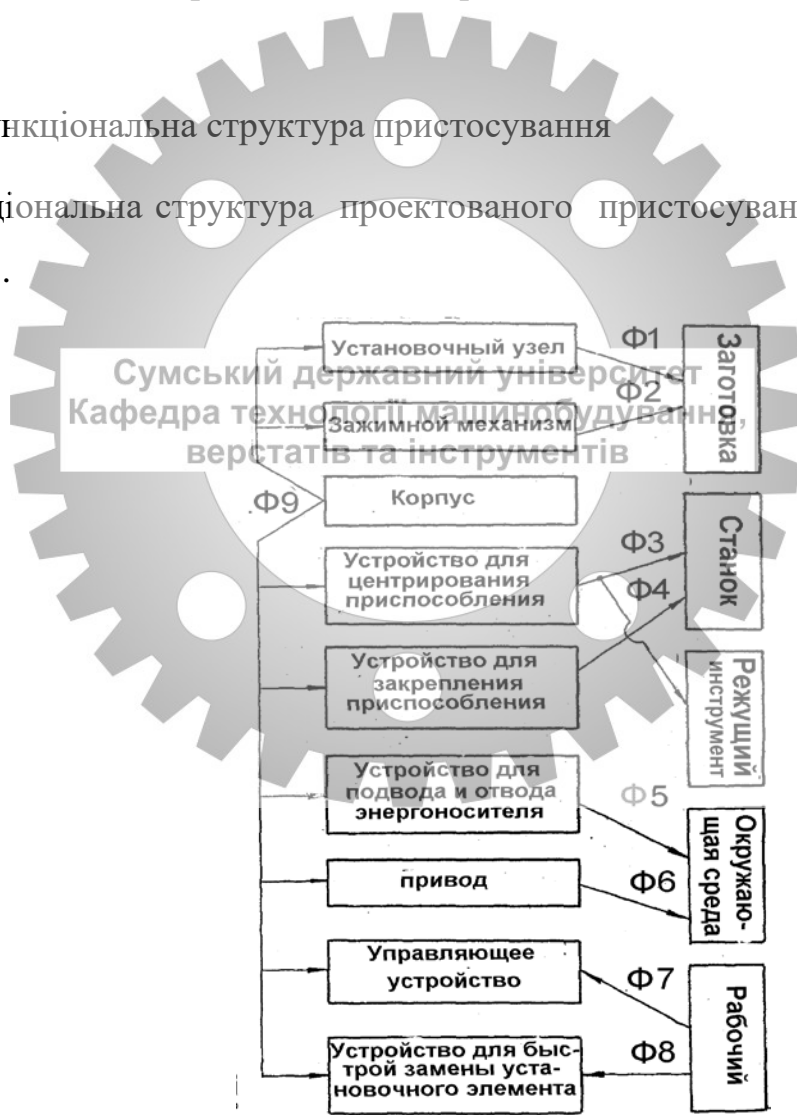 нкціональна структура пристосування
ціональна структура проектованого пристосуван
.
Установочный узел
Ф1
Заготовка
Сумський державний університет
Ф2
Кафедра технології машинобудування,
Зажимной механизм
верстатів та інструментів
Ф9
Корпус
Станок
Устройство для
центрирования
приспособления
Ф3
Ф4
Устройство для
закрепления
приспособления
Режущий
инструмент
Устройство для
подвода и отвода
энергоносителя
Ф5
Окружаю-
щая среда
привод
Ф6
Управляющее
устройство
Ф7
Рабочий
Устройство для быс-
трой замены уста-
новочного элемента
Ф8